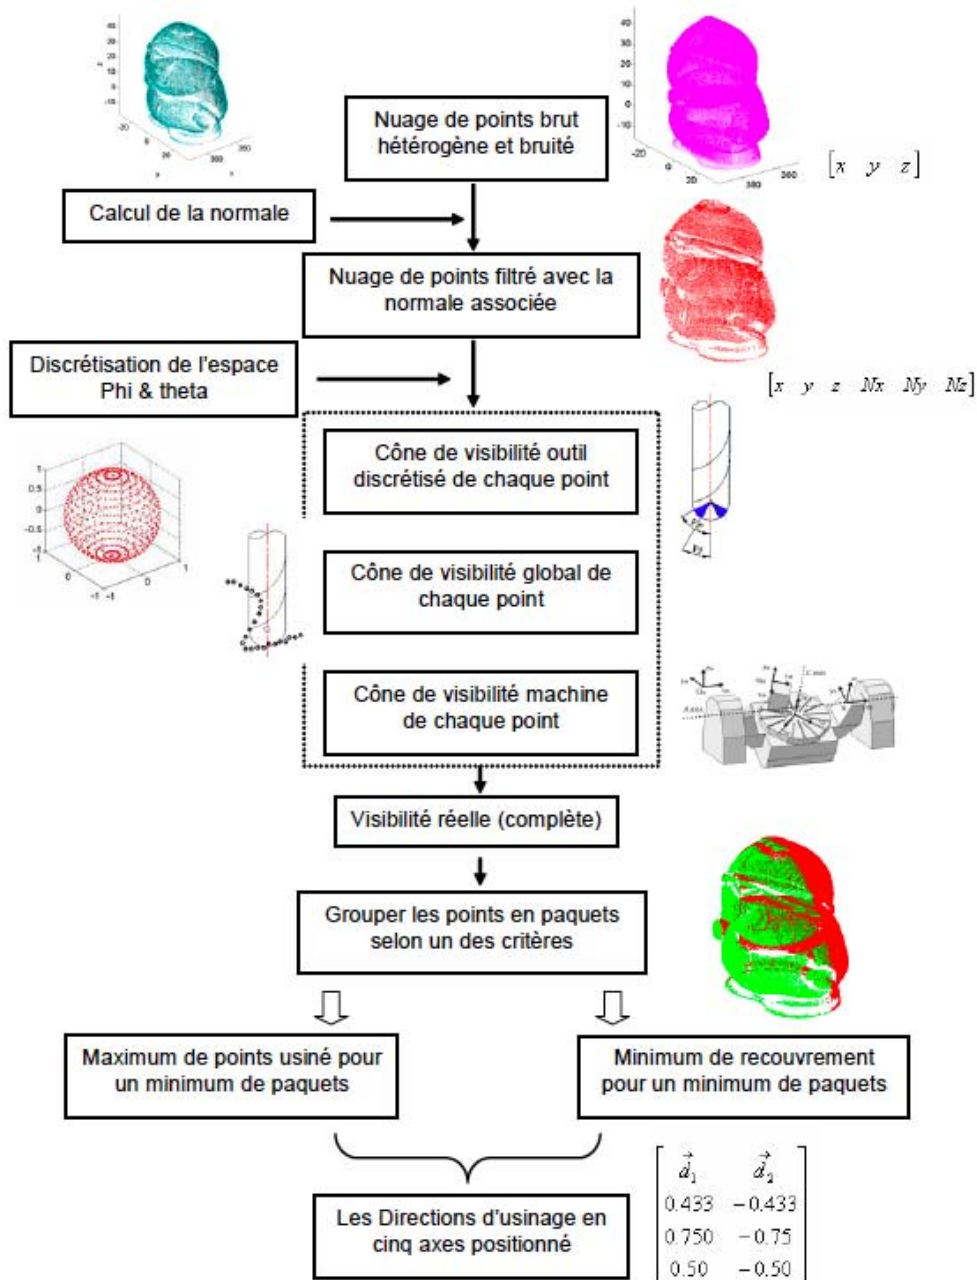 Nuage de points brut
hétérogène et bruité
[x y z]
Calcul de la normale
Nuage de points filtré avec la
normale associée
Discrétisation de l'espace
Phi & theta
[x y z Nx Ny Nz]
Cône de visibilité outil
discrétisé de chaque point
Cône de visibilité global de
chaque point
Cône de visibilité machine
de chaque point
Visibilité réelle (complète)
Grouper les points en paquets
selon un des critères
Maximum de points usiné pour
un minimum de paquets
Minimum de recouvrement
pour un minimum de paquets
Les Directions d'usinage en
cinq axes positionné
d₁ d₂
0.433 −0.433
0.750 −0.75
0.50 −0.50